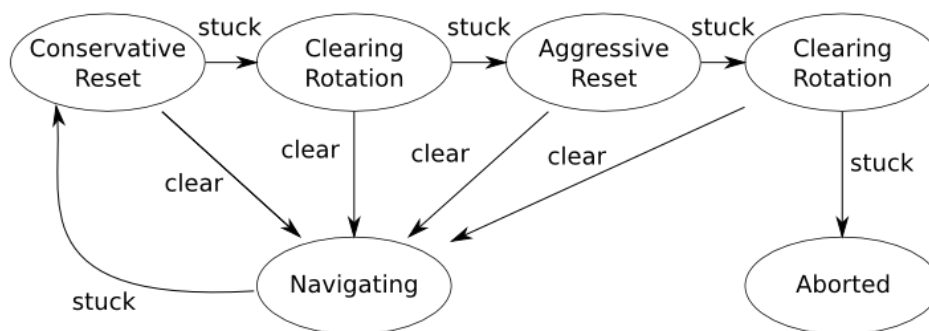 stuck
stuck
stuck
Conservative
Reset
Clearing
Rotation
Aggressive
Reset
Clearing
Rotation
clear
clear
clear
clear
stuck
Navigating
Aborted
stuck